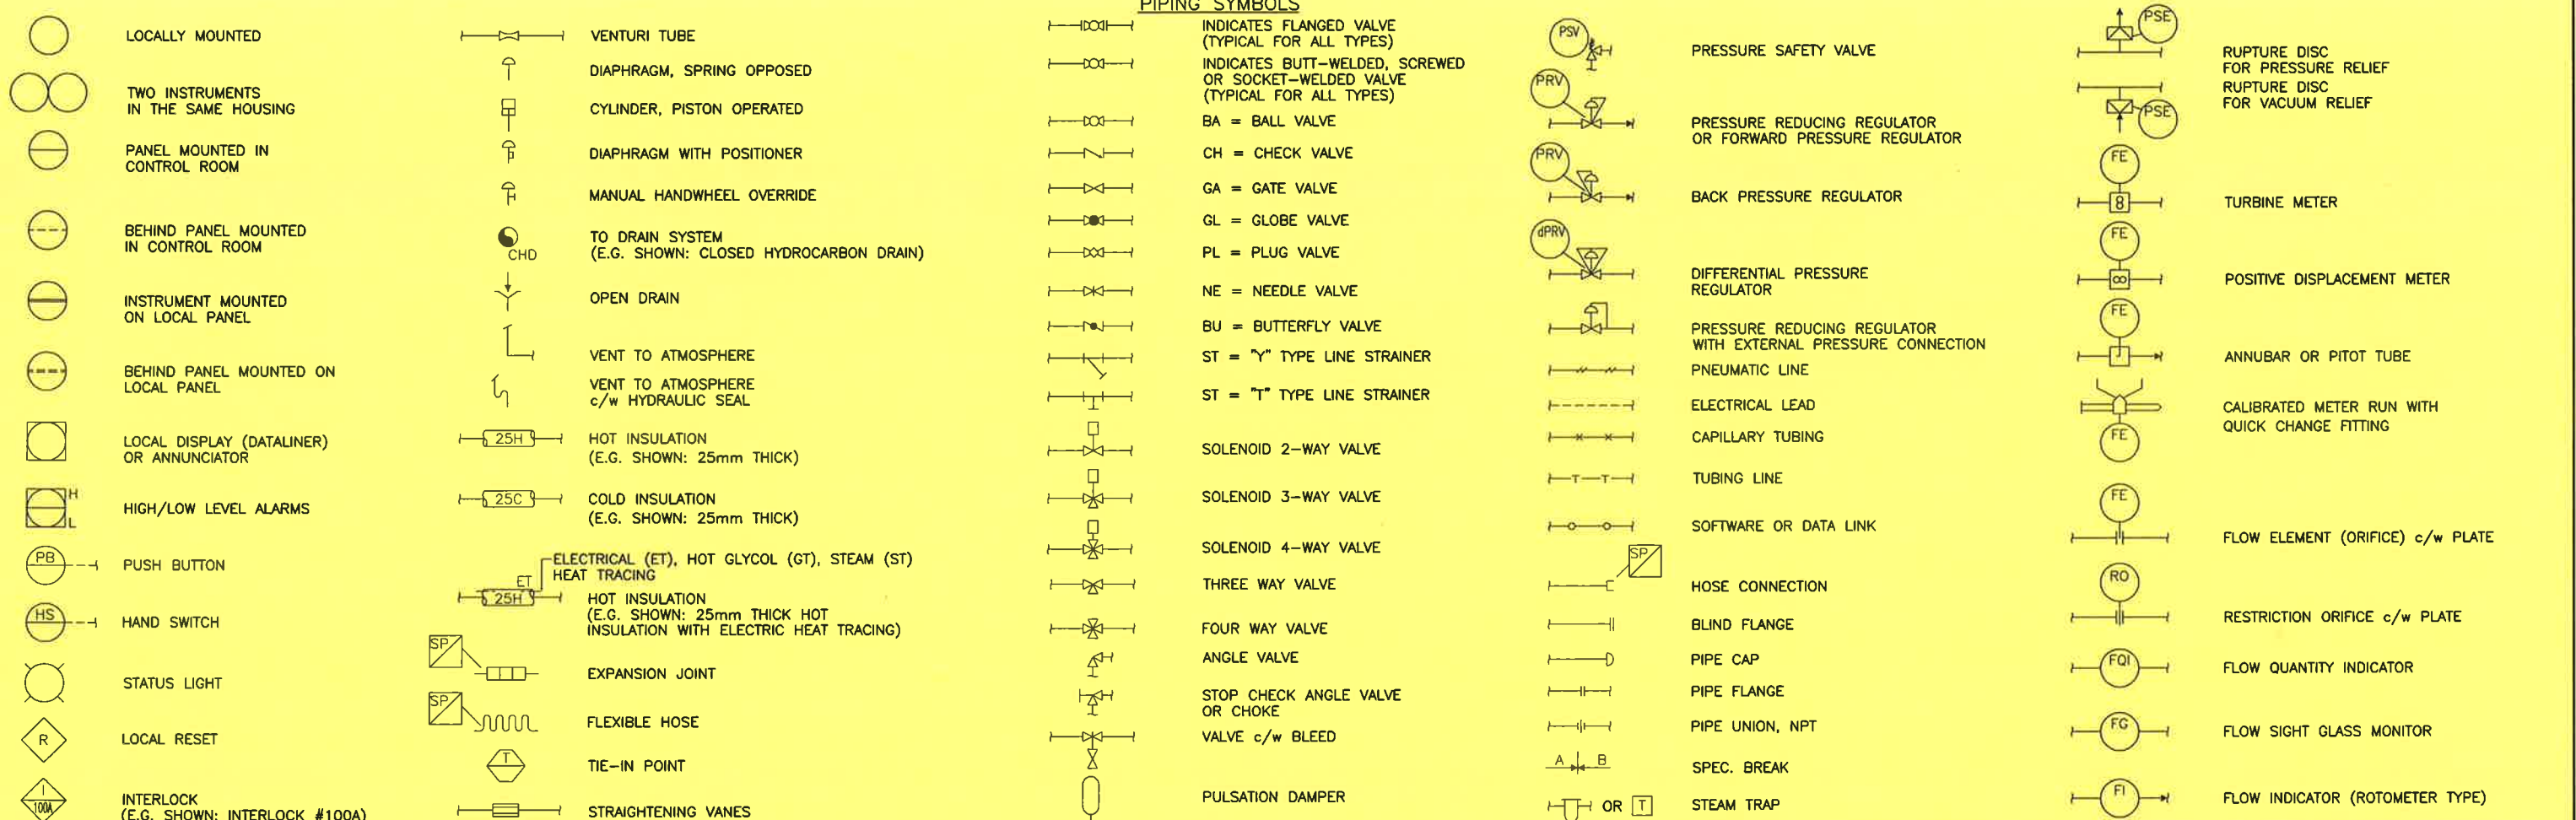 PIPING SYMBOLS
LOCALLY MOUNTED
TWO INSTRUMENTS
IN THE SAME HOUSING
PANEL MOUNTED IN
CONTROL ROOM
BEHIND PANEL MOUNTED
IN CONTROL ROOM
INSTRUMENT MOUNTED
ON LOCAL PANEL
BEHIND PANEL MOUNTED ON
LOCAL PANEL
LOCAL DISPLAY (DATALINER)
OR ANNUNCIATOR
H
L
HIGH/LOW LEVEL ALARMS
PB
PUSH BUTTON
HS
HAND SWITCH
STATUS LIGHT
R
LOCAL RESET
I
100A
INTERLOCK
(E.G. SHOWN: INTERLOCK #100A)
VENTURI TUBE
DIAPHRAGM, SPRING OPPOSED
CYLINDER, PISTON OPERATED
DIAPHRAGM WITH POSITIONER
MANUAL HANDWHEEL OVERRIDE
CHD
TO DRAIN SYSTEM
(E.G. SHOWN: CLOSED HYDROCARBON DRAIN)
OPEN DRAIN
VENT TO ATMOSPHERE
VENT TO ATMOSPHERE
c/w HYDRAULIC SEAL
25H
HOT INSULATION
(E.G. SHOWN: 25mm THICK)
25C
COLD INSULATION
(E.G. SHOWN: 25mm THICK)
ELECTRICAL (ET), HOT GLYCOL (GT), STEAM (ST)
HEAT TRACING
ET
25H
HOT INSULATION
(E.G. SHOWN: 25mm THICK HOT
INSULATION WITH ELECTRIC HEAT TRACING)
SP
EXPANSION JOINT
SP
FLEXIBLE HOSE
T
TIE-IN POINT
STRAIGHTENING VANES
INDICATES FLANGED VALVE
(TYPICAL FOR ALL TYPES)
INDICATES BUTT-WELDED, SCREWED
OR SOCKET-WELDED VALVE
(TYPICAL FOR ALL TYPES)
BA = BALL VALVE
CH = CHECK VALVE
GA = GATE VALVE
GL = GLOBE VALVE
PL = PLUG VALVE
NE = NEEDLE VALVE
BU = BUTTERFLY VALVE
ST = "Y" TYPE LINE STRAINER
ST = "T" TYPE LINE STRAINER
SOLENOID 2-WAY VALVE
SOLENOID 3-WAY VALVE
SOLENOID 4-WAY VALVE
THREE WAY VALVE
FOUR WAY VALVE
ANGLE VALVE
STOP CHECK ANGLE VALVE
OR CHOKE
VALVE c/w BLEED
PULSATION DAMPER
PSV
PRESSURE SAFETY VALVE
PRV
PRESSURE REDUCING REGULATOR
OR FORWARD PRESSURE REGULATOR
PRV
BACK PRESSURE REGULATOR
dPRV
DIFFERENTIAL PRESSURE
REGULATOR
PRESSURE REDUCING REGULATOR
WITH EXTERNAL PRESSURE CONNECTION
PNEUMATIC LINE
ELECTRICAL LEAD
CAPILLARY TUBING
T T
TUBING LINE
SOFTWARE OR DATA LINK
SP
HOSE CONNECTION
BLIND FLANGE
PIPE CAP
PIPE FLANGE
PIPE UNION, NPT
A B
SPEC. BREAK
OR T
STEAM TRAP
PSE
RUPTURE DISC
FOR PRESSURE RELIEF
RUPTURE DISC
FOR VACUUM RELIEF
PSE
FE
8
TURBINE METER
FE
∞
POSITIVE DISPLACEMENT METER
FE
ANNUBAR OR PITOT TUBE
CALIBRATED METER RUN WITH
QUICK CHANGE FITTING
FE
FE
FLOW ELEMENT (ORIFICE) c/w PLATE
RO
RESTRICTION ORIFICE c/w PLATE
FQI
FLOW QUANTITY INDICATOR
FG
FLOW SIGHT GLASS MONITOR
FI
FLOW INDICATOR (ROTOMETER TYPE)